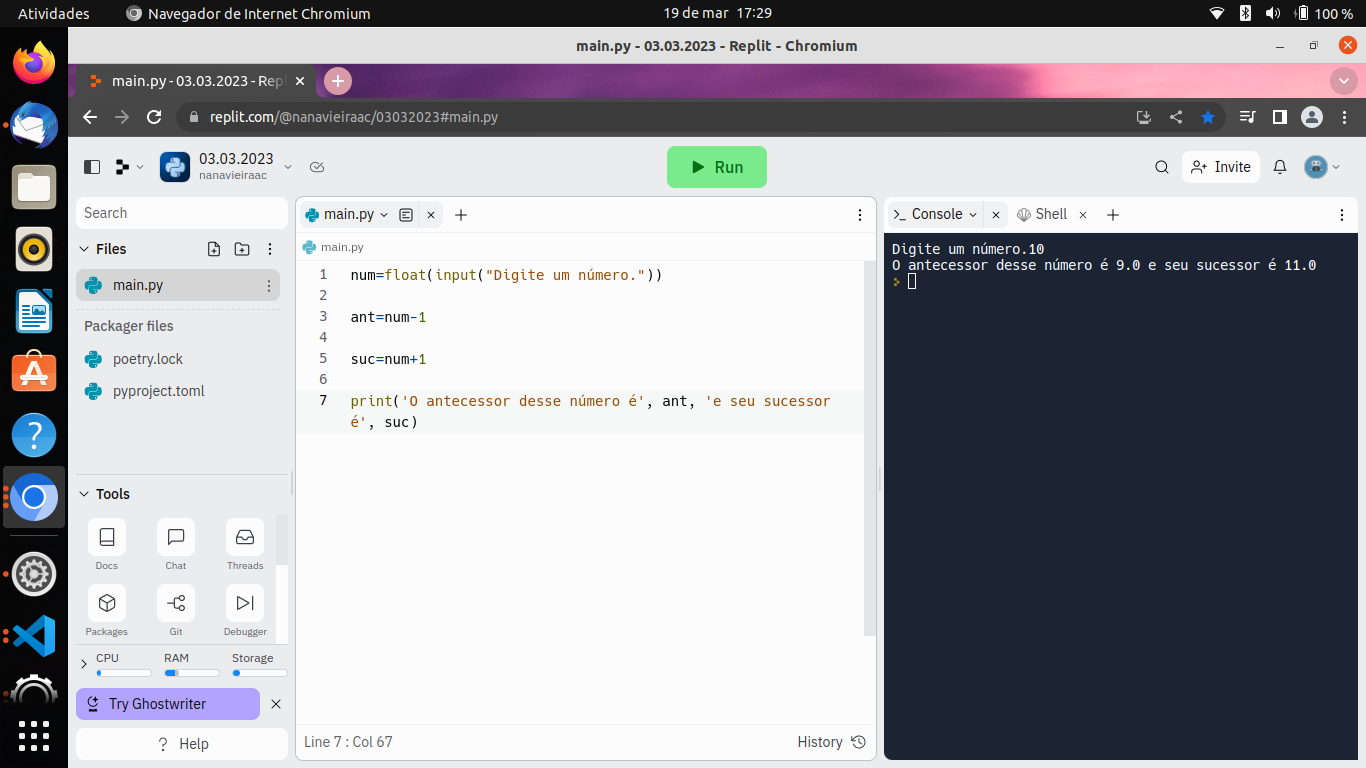 Atividades
Navegador de Internet Chromium
19 de mar 17:29
100 %
main.py - 03.03.2023 - Replit - Chromium
main.py - 03.03.2023 - Repl
replit.com/@nanavieiraac/03032023#main.py
03.03.2023
nanavieiraac
Run
Invite
Search
Files
main.py
Packager files
poetry.lock
pyproject.toml
Tools
Docs
Chat
Threads
Packages
Git
Debugger
CPU
RAM
Storage
Try Ghostwriter
? Help
main.py
main.py
1 num=float(input("Digite um número."))
2
3 ant=num-1
4
5 suc=num+1
6
7 print('O antecessor desse número é', ant, 'e seu sucessor
é', suc)
Line 7 : Col 67
History
Console
Shell
Digite um número.10
O antecessor desse número é 9.0 e seu sucessor é 11.0